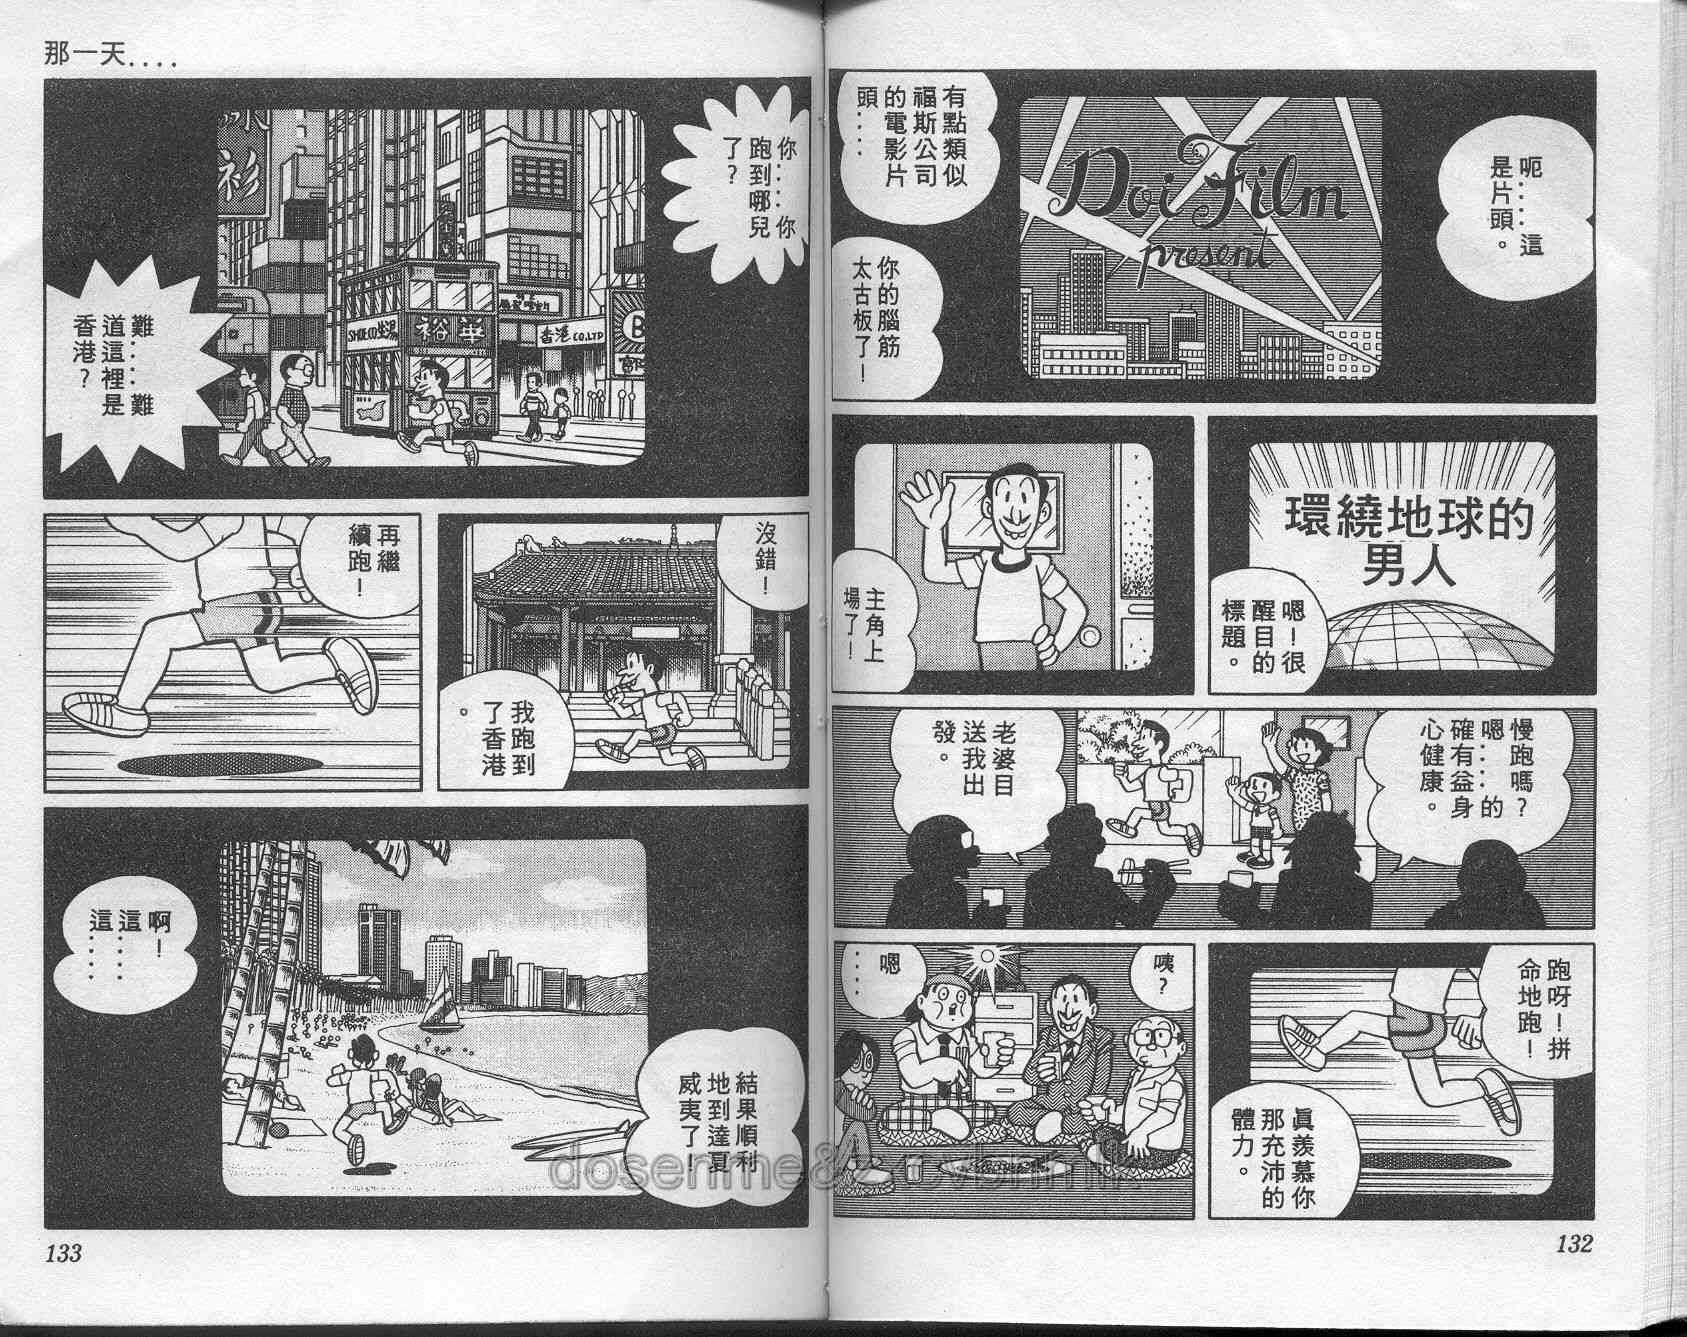 呃……這
是片頭。
Doi Film
present
有點類似
福斯公司
的電影片
頭……
你的腦筋
太古板了！
環繞地球的
男人
嗯！很
醒目的
標題。
主角上
場了！
慢跑嗎？
嗯……的
確有益身
心健康。
老婆目
送我出
發。
跑呀！拼
命地跑！
眞羨慕你
那充沛的
體力。
咦？
嗯
……
132
那一天....
你……你
跑到哪兒
了？
裕華
香港CO.LTD
B
難……難
道這裡是
香港？
沒錯！
我跑到
了香港
。
再繼
續跑！
啊！
這……
這……
結果順利
地到達夏
威夷了！
133